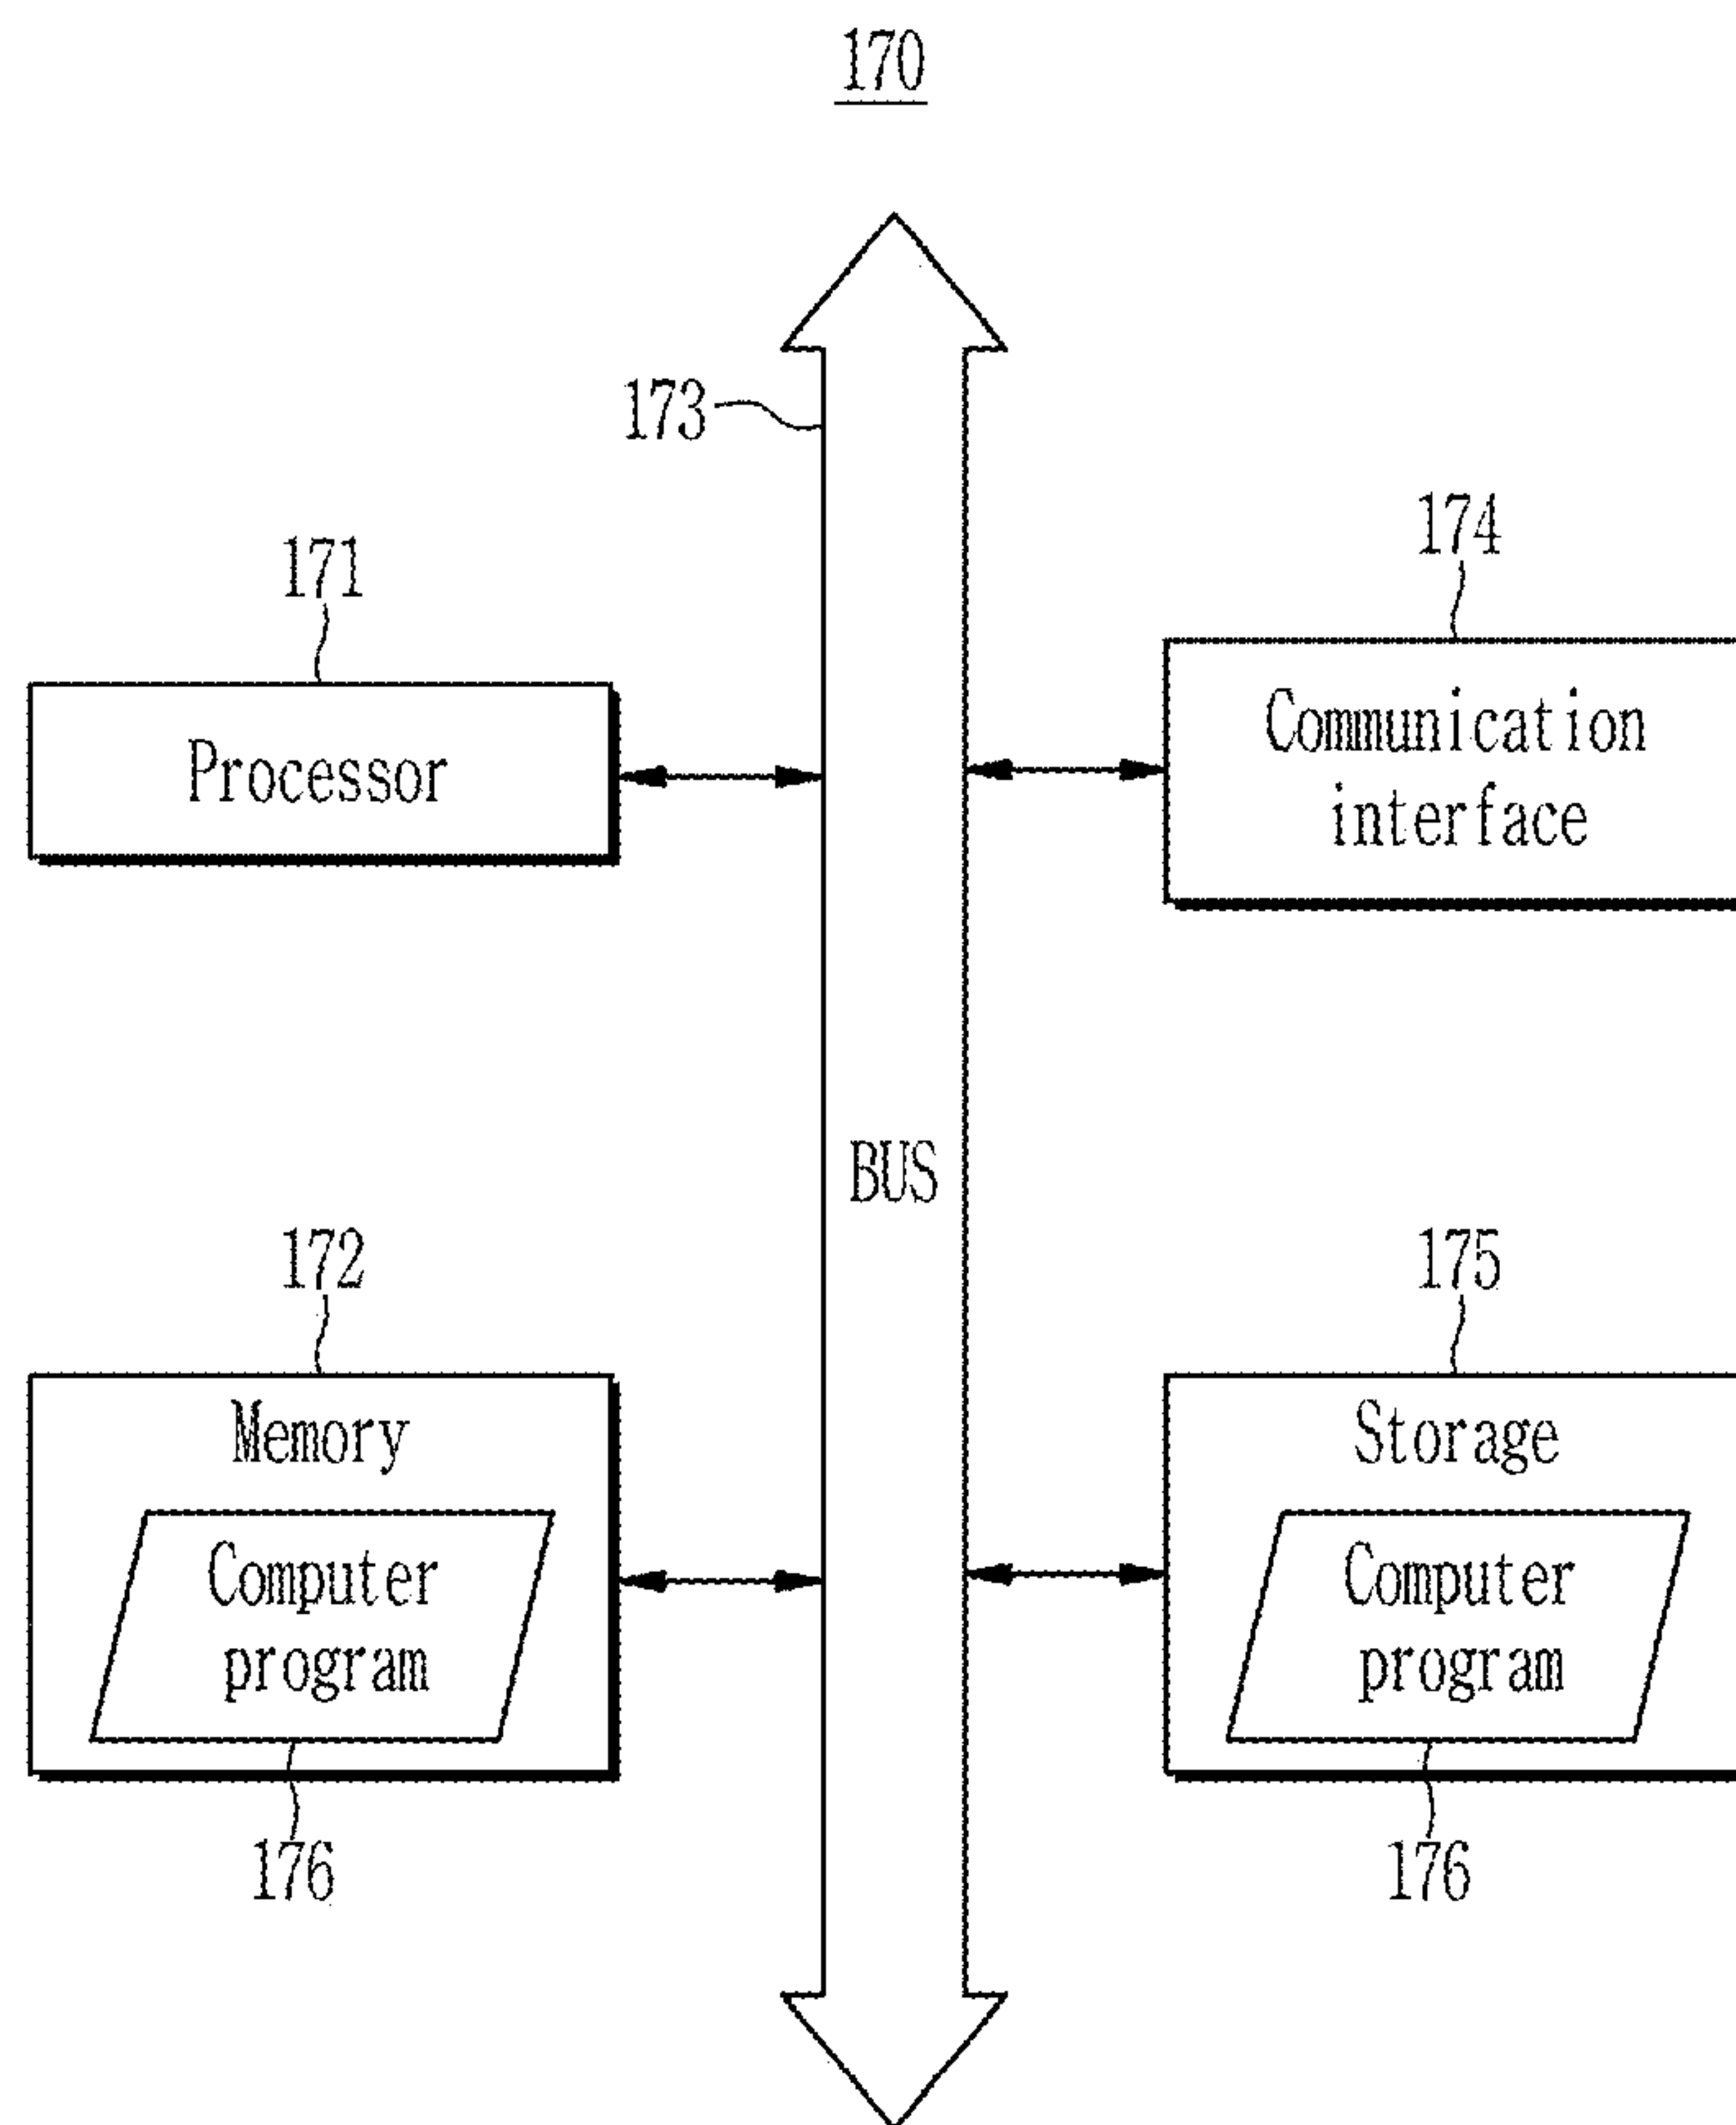 170
173
174
171
Processor
Communication
interface
BUS
172
175
Memory
Storage
Computer
program
Computer
program
176
176